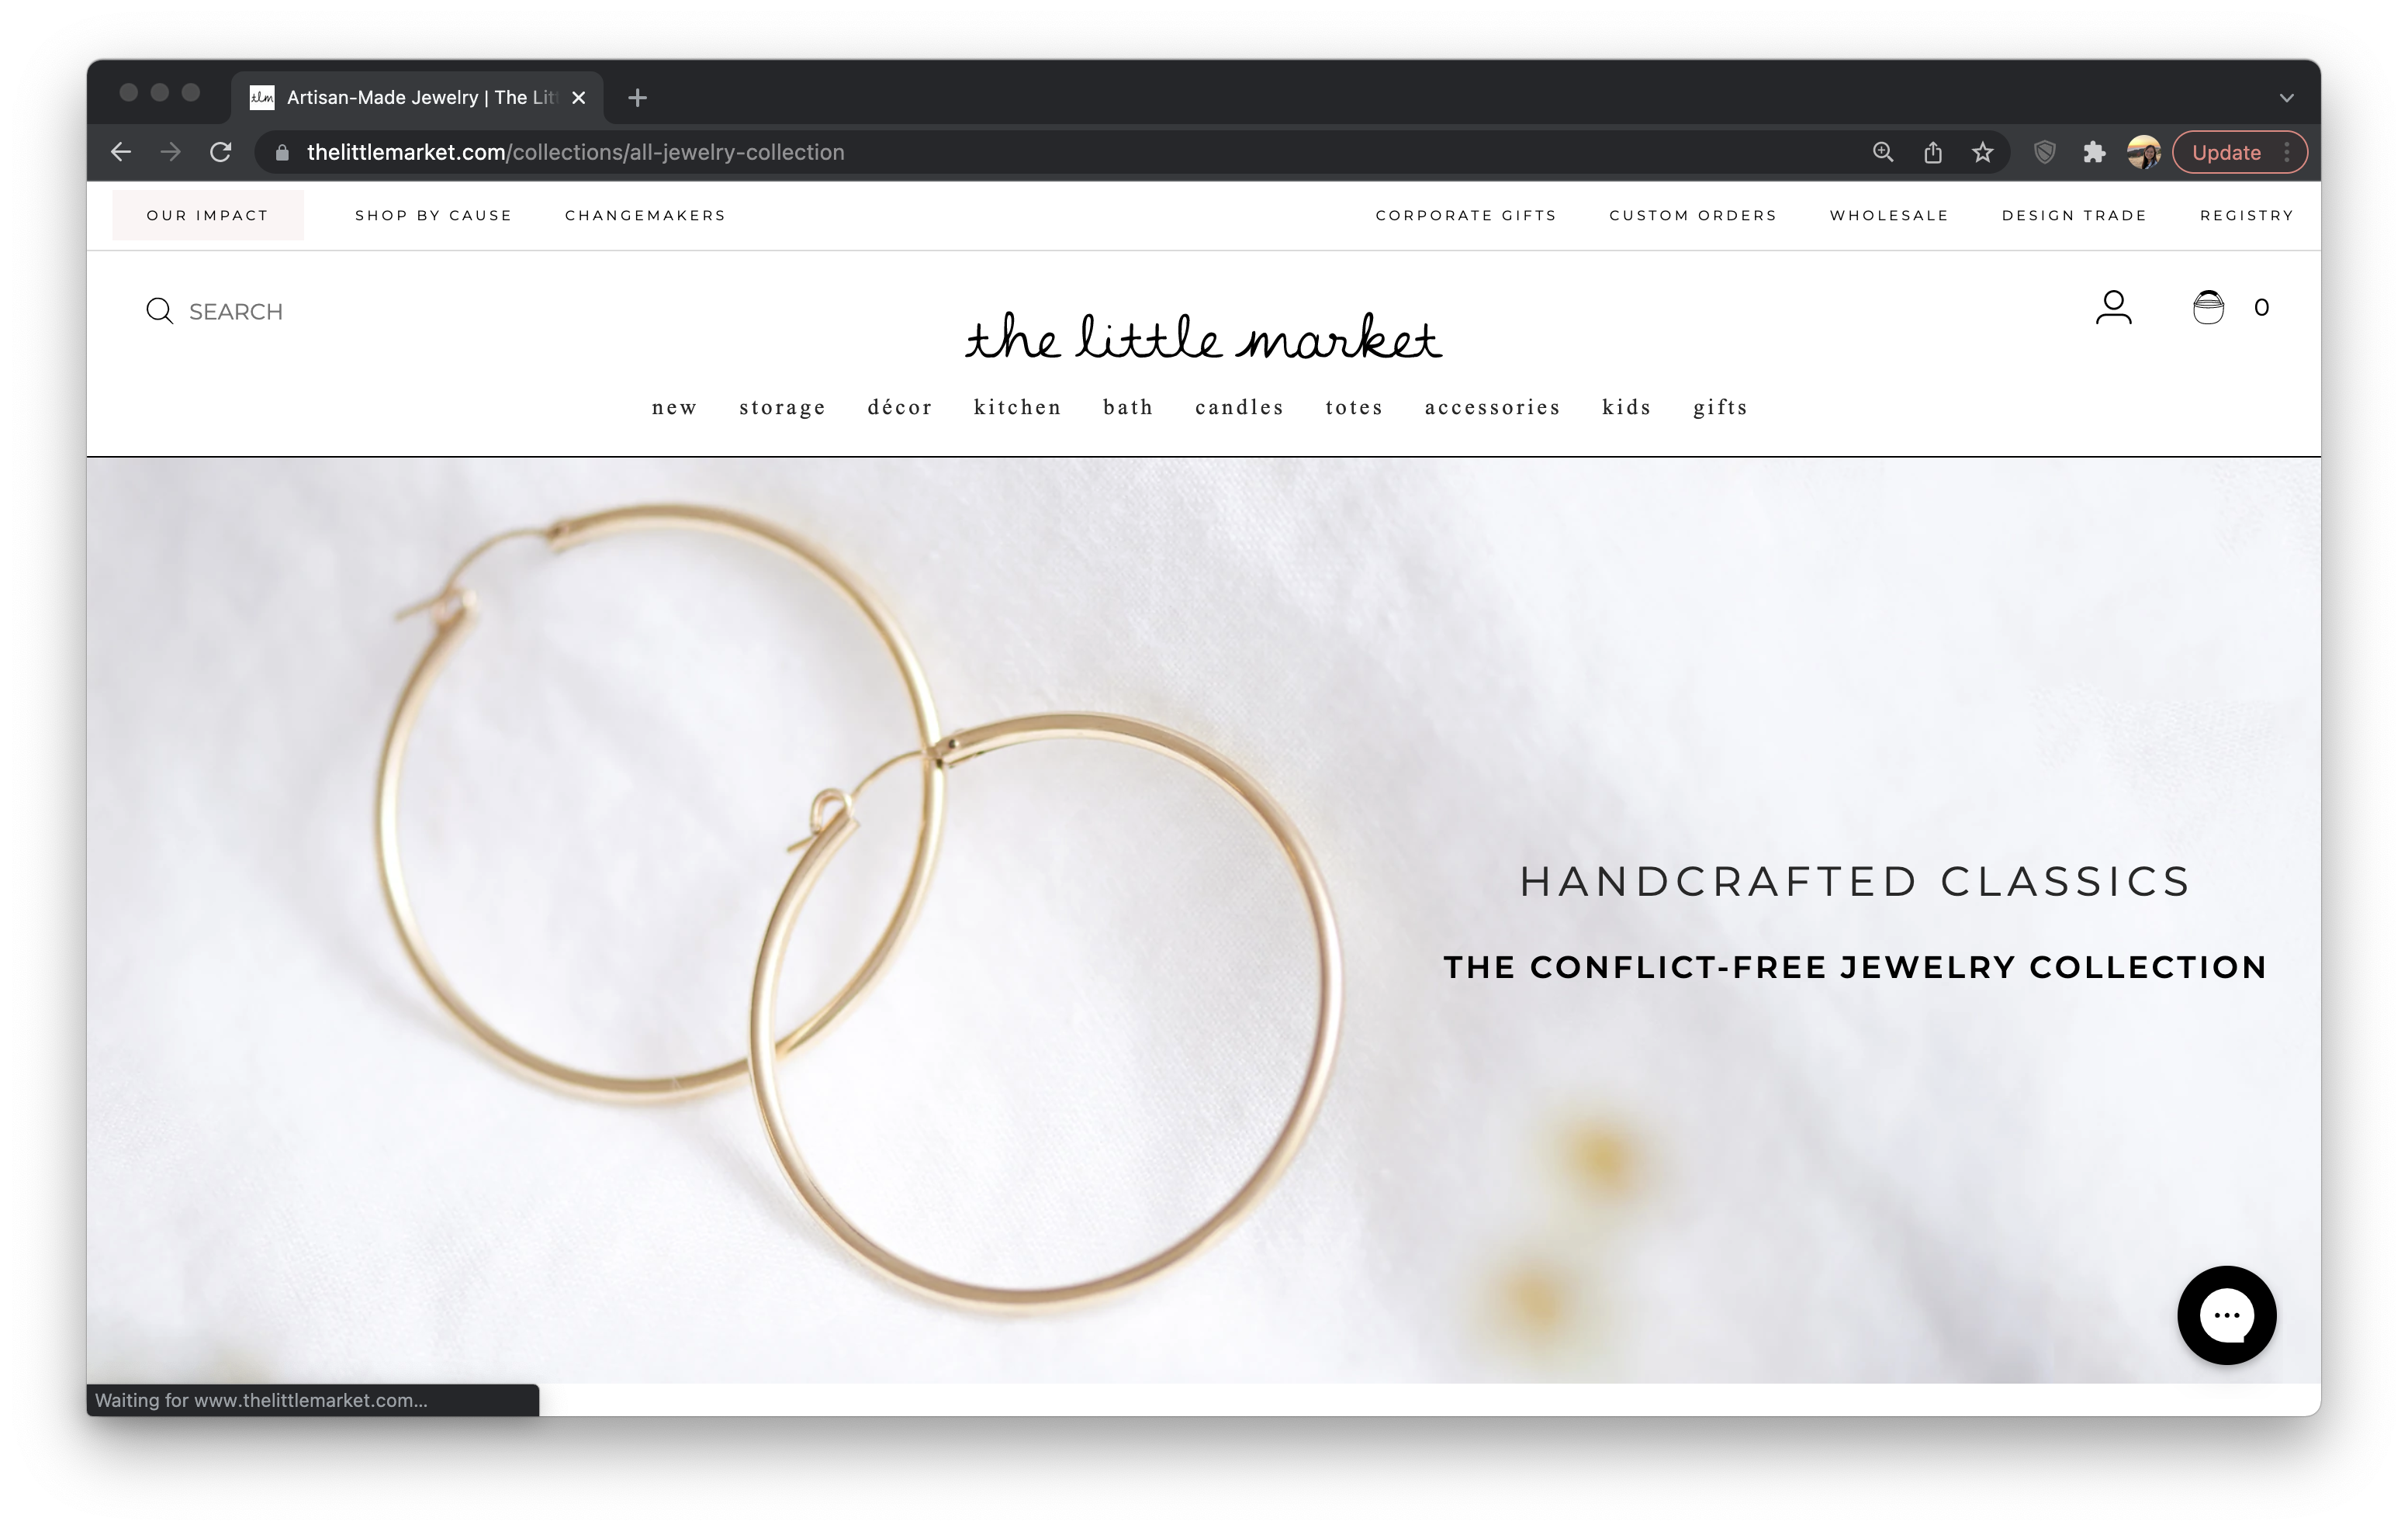 tlm Artisan-Made Jewelry | The Lit
thelittlemarket.com/collections/all-jewelry-collection
Update
OUR IMPACT SHOP BY CAUSE CHANGEMAKERS CORPORATE GIFTS CUSTOM ORDERS WHOLESALE DESIGN TRADE REGISTRY
SEARCH
0
the little market
new storage décor kitchen bath candles totes accessories kids gifts
HANDCRAFTED CLASSICS
THE CONFLICT-FREE JEWELRY COLLECTION
Waiting for www.thelittlemarket.com...